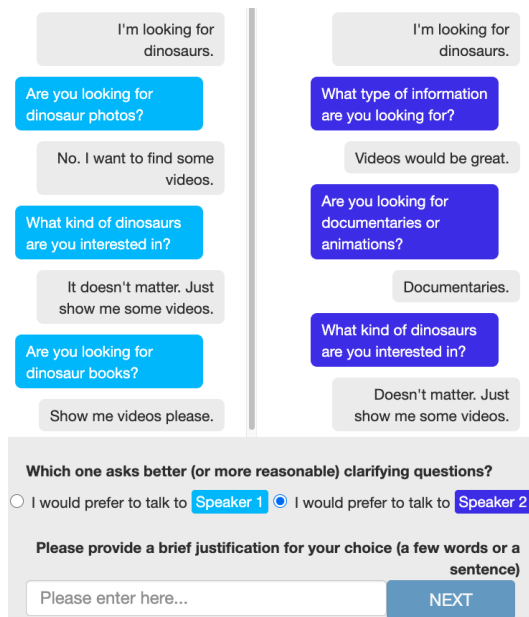 I'm looking for
dinosaurs.
Are you looking for
dinosaur photos?
No. I want to find some
videos.
What kind of dinosaurs
are you interested in?
It doesn't matter. Just
show me some videos.
Are you looking for
dinosaur books?
Show me videos please.
I'm looking for
dinosaurs.
What type of information
are you looking for?
Videos would be great.
Are you looking for
documentaries or
animations?
Documentaries.
What kind of dinosaurs
are you interested in?
Doesn't matter. Just
show me some videos.
Which one asks better (or more reasonable) clarifying questions?
I would prefer to talk to Speaker 1 I would prefer to talk to Speaker 2
Please provide a brief justification for your choice (a few words or a
sentence)
Please enter here...
NEXT